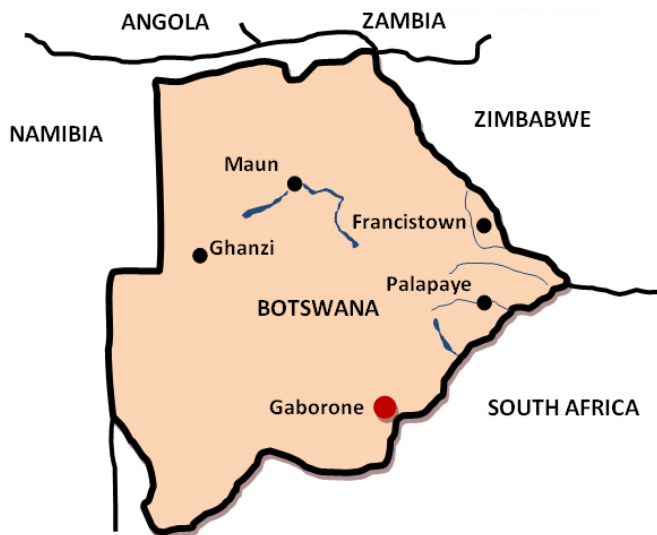 ANGOLA
ZAMBIA
NAMIBIA
ZIMBABWE
Maun
Francistown
Ghanzi
Palapaye
BOTSWANA
Gaborone
SOUTH AFRICA